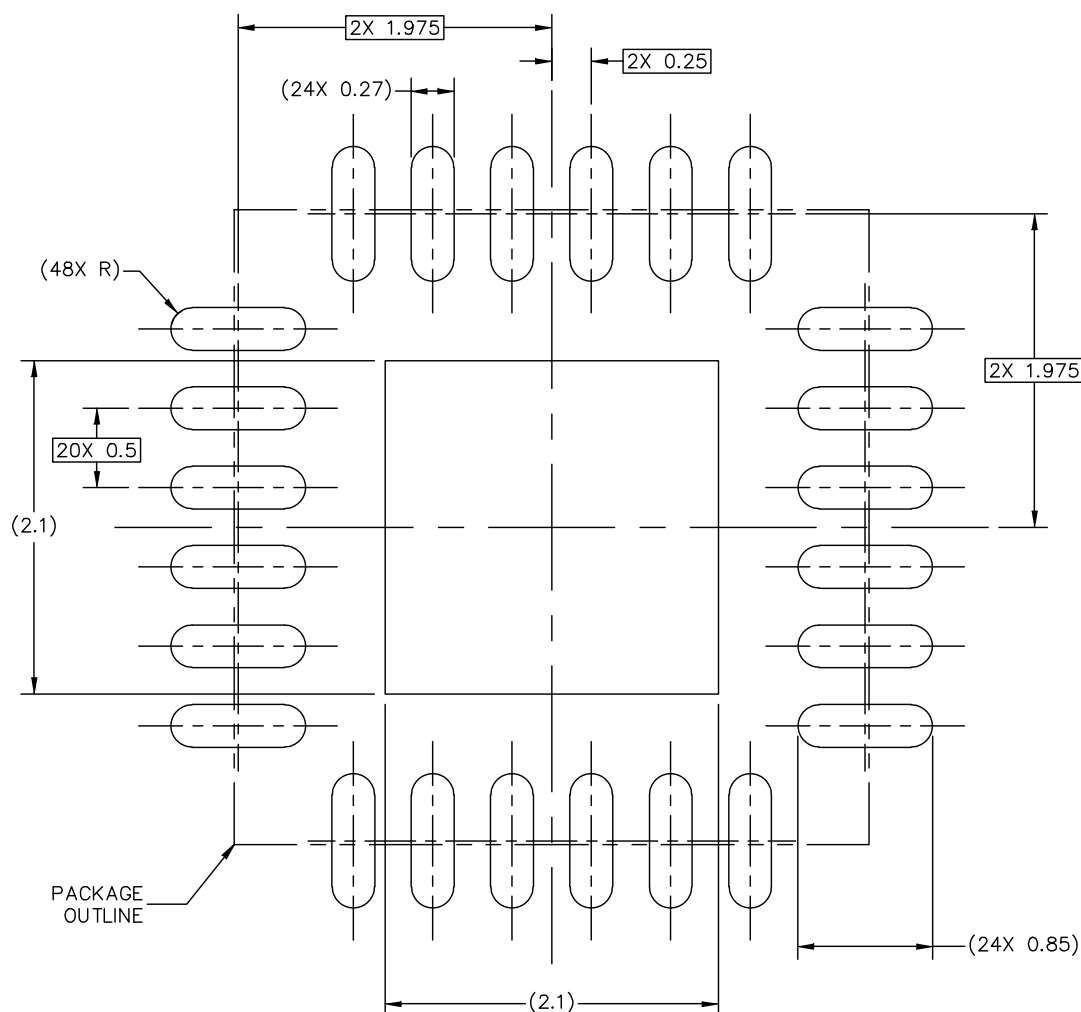 2X 1.975
2X 0.25
(24X 0.27)
(48X R)
2X 1.975
20X 0.5
(2.1)
PACKAGE
OUTLINE
(24X 0.85)
(2.1)